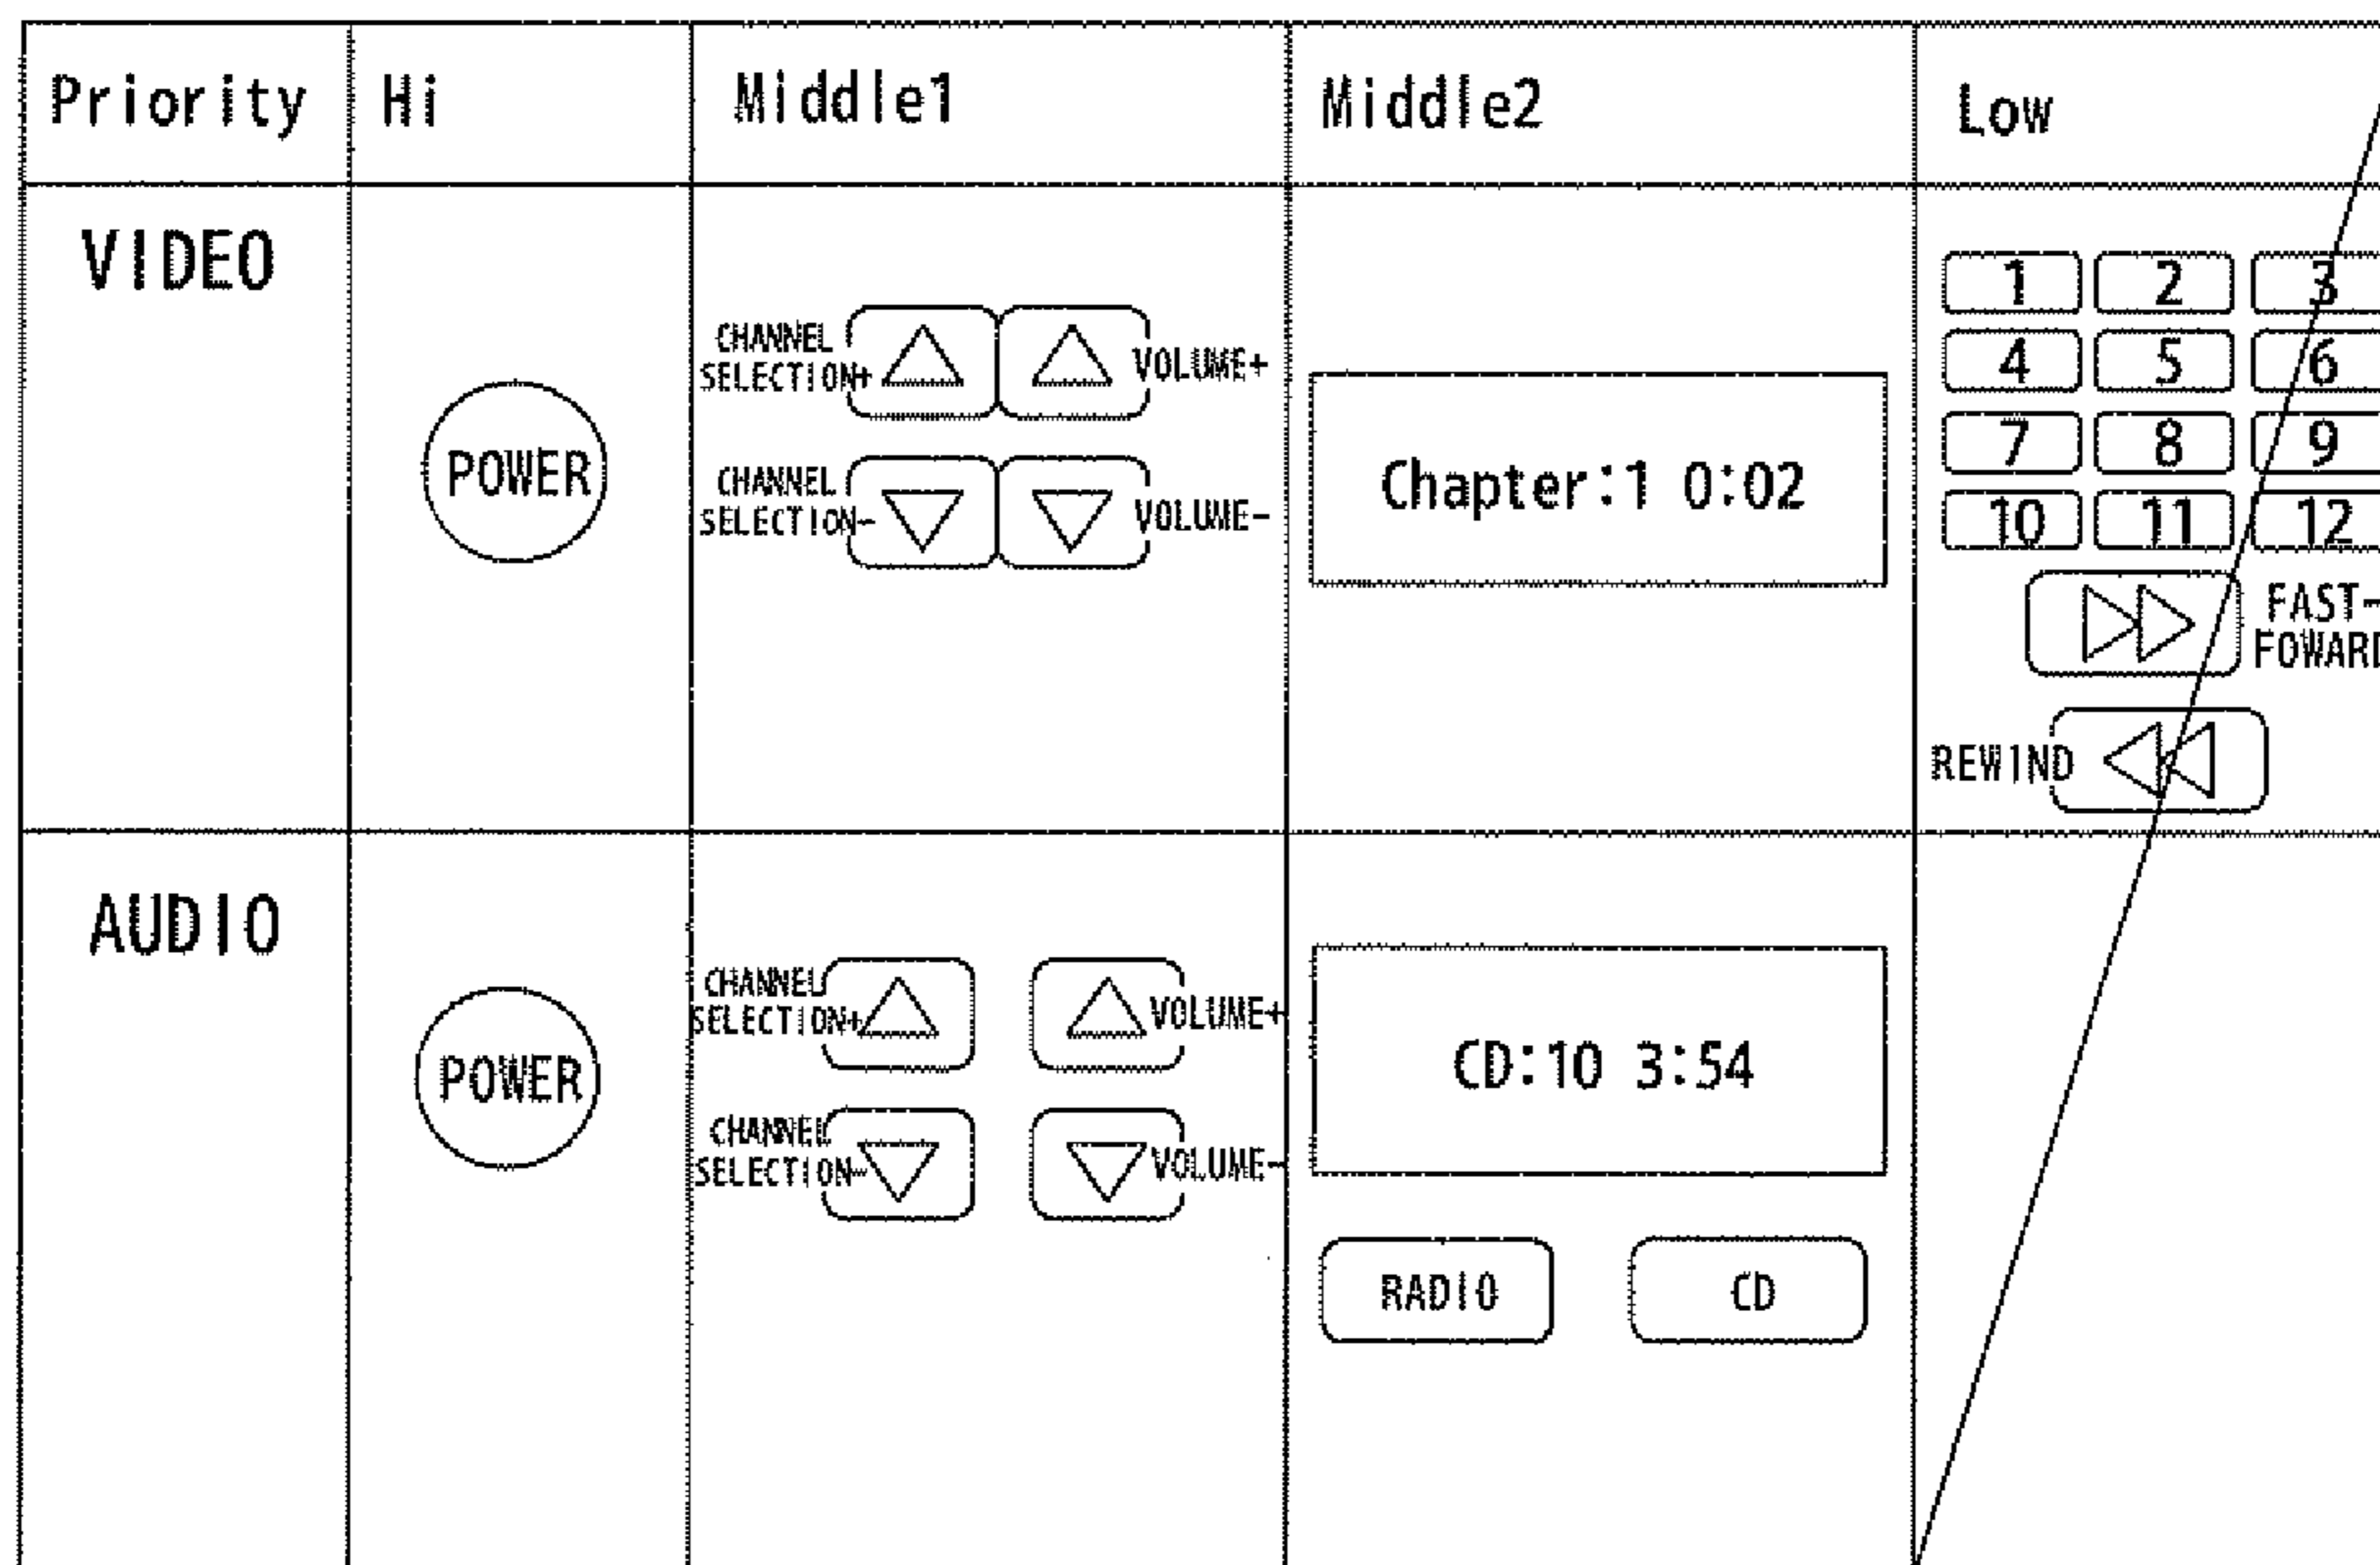 Priority Hi Middle1 Middle2 Low
VIDEO
POWER
CHANNEL
SELECTION+
VOLUME+
CHANNEL
SELECTION-
VOLUME-
Chapter:1 0:02
1 2 3
4 5 6
7 8 9
10 11 12
FAST-
FOWARD
REWIND
AUDIO
POWER
CHANNEL
SELECTION+
VOLUME+
CHANNEL
SELECTION-
VOLUME-
CD:10 3:54
RADIO CD